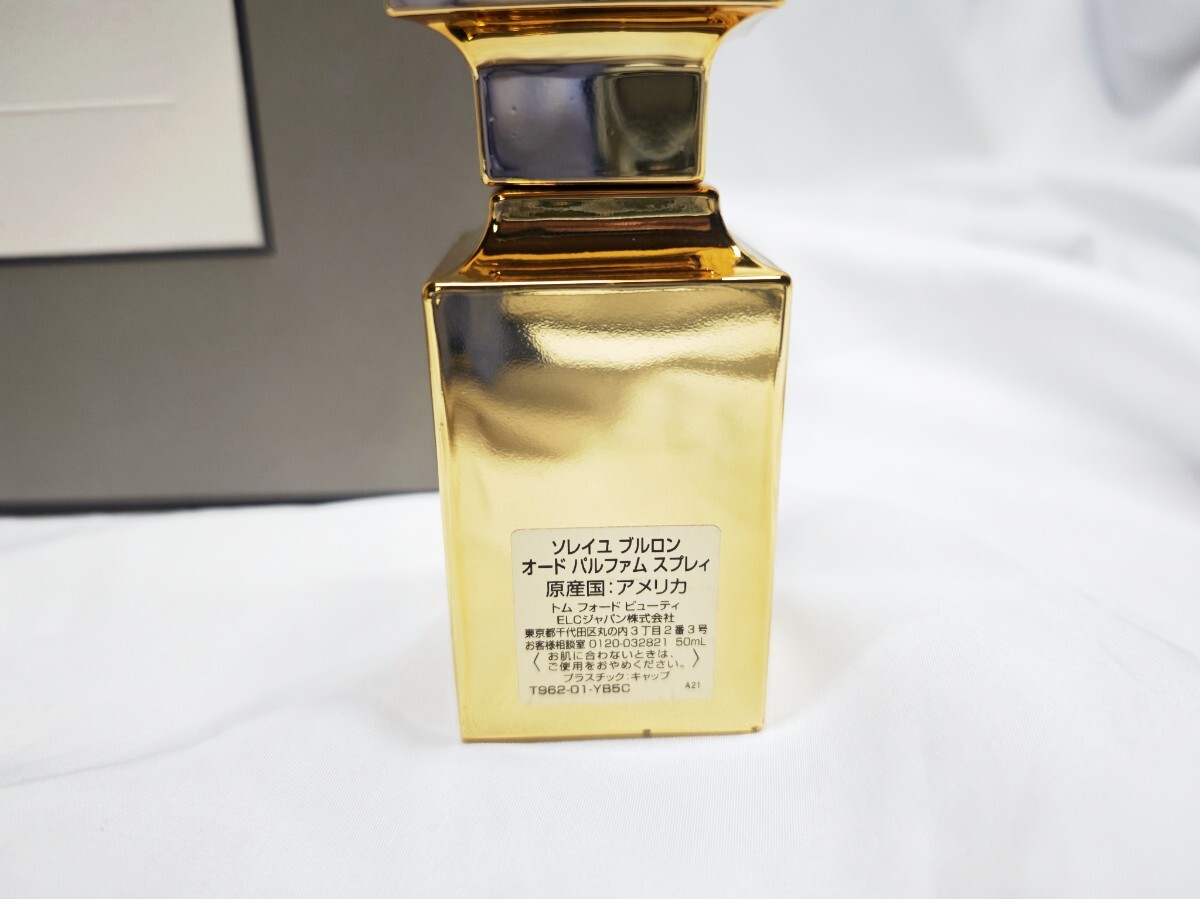 ソレイユ ブルロン
オード パルファム スプレィ
原産国：アメリカ
トム フォード ビューティ
ELCジャパン株式会社
東京都千代田区丸の内3丁目2番3号
お客様相談室 0120-032821 50mL
〈 お肌に合わないときは、
ご使用をおやめください。 〉
プラスチック：キャップ
T962-01-YB5C A21